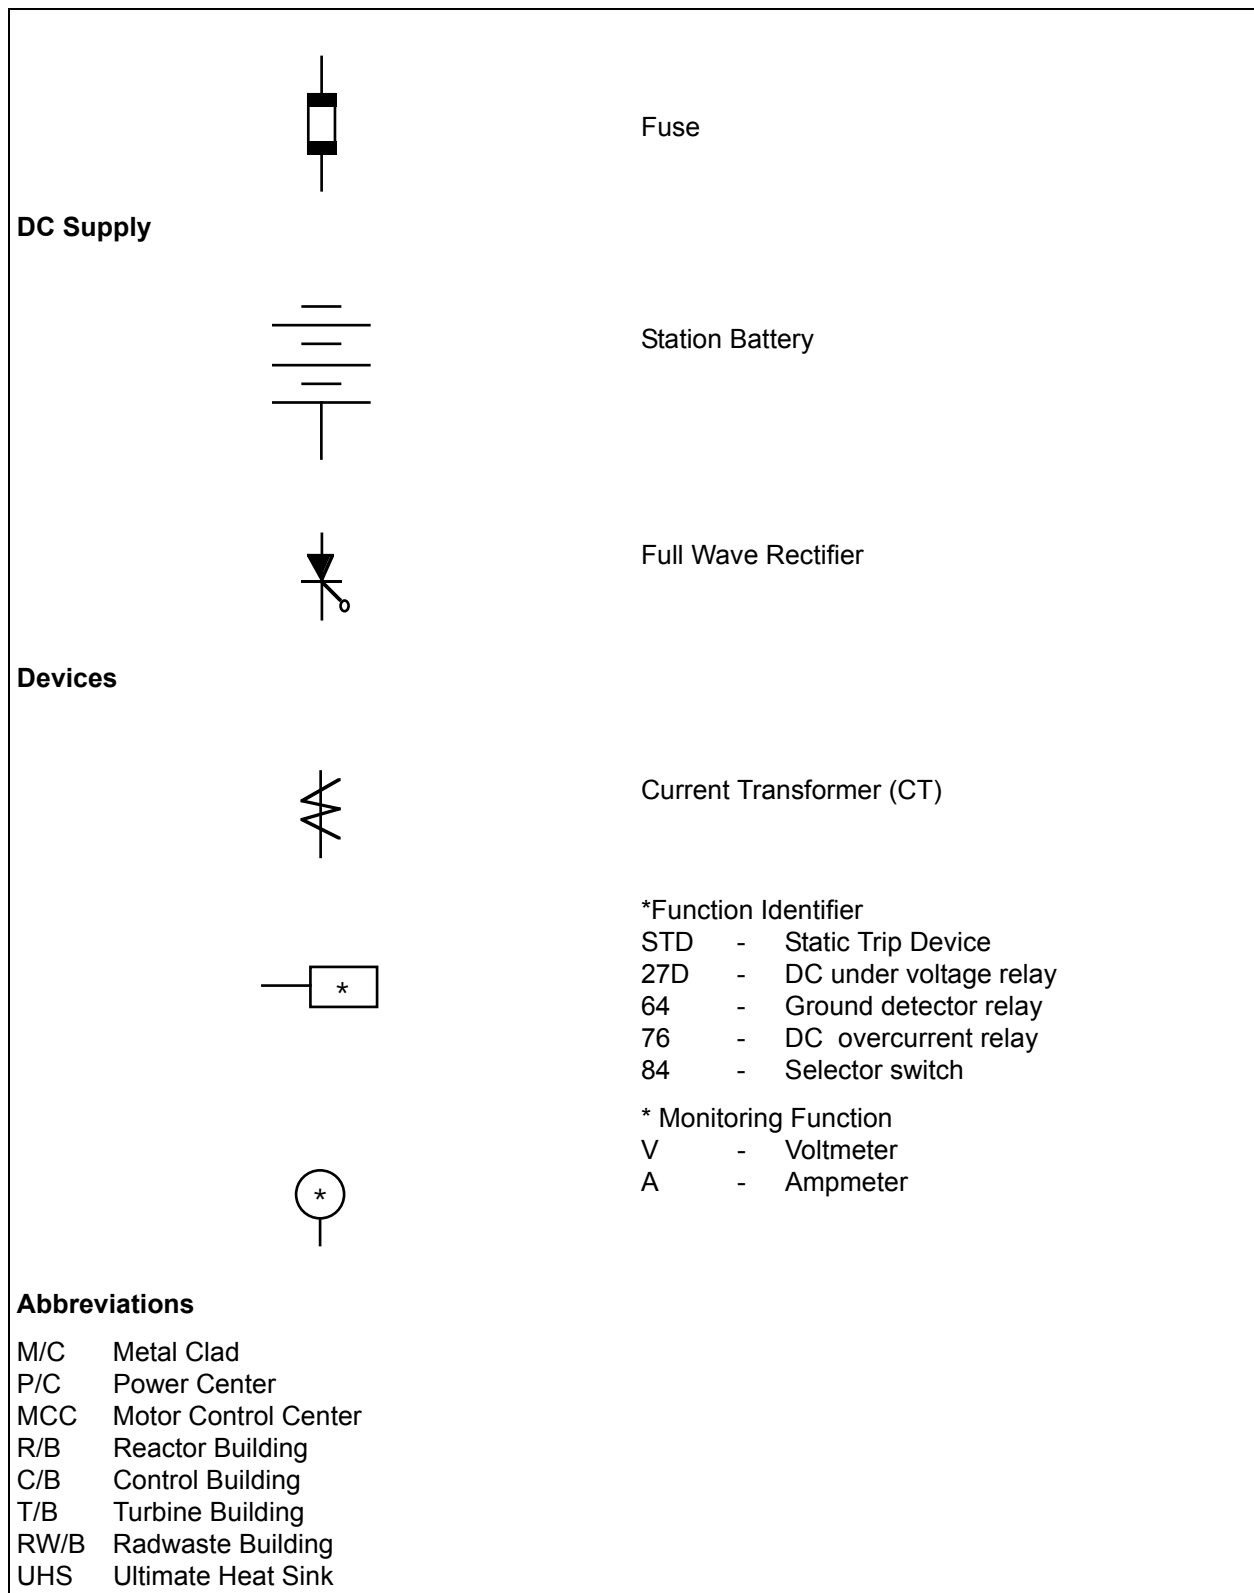 Fuse
DC Supply
Station Battery
Full Wave Rectifier
Devices
Current Transformer (CT)
*Function Identifier
STD - Static Trip Device
27D - DC under voltage relay
*
64 - Ground detector relay
76 - DC overcurrent relay
84 - Selector switch
* Monitoring Function
V - Voltmeter
A - Ampmeter
*
Abbreviations
M/C Metal Clad
P/C Power Center
MCC Motor Control Center
R/B Reactor Building
C/B Control Building
T/B Turbine Building
RW/B Radwaste Building
UHS Ultimate Heat Sink